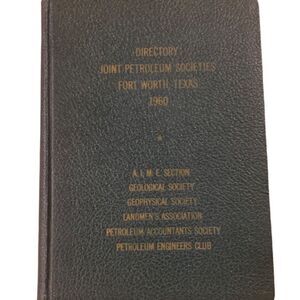 DIRECTORY:
JOINT PETROLEUM SOCIETIES
FORT WORTH, TEXAS
1960
A. I. M. E. SECTION
GEOLOGICAL SOCIETY
GEOPHYSICAL SOCIETY
LANDMEN'S ASSOCIATION
PETROLEUM ACCOUNTANTS SOCIETY
PETROLEUM ENGINEERS CLUB